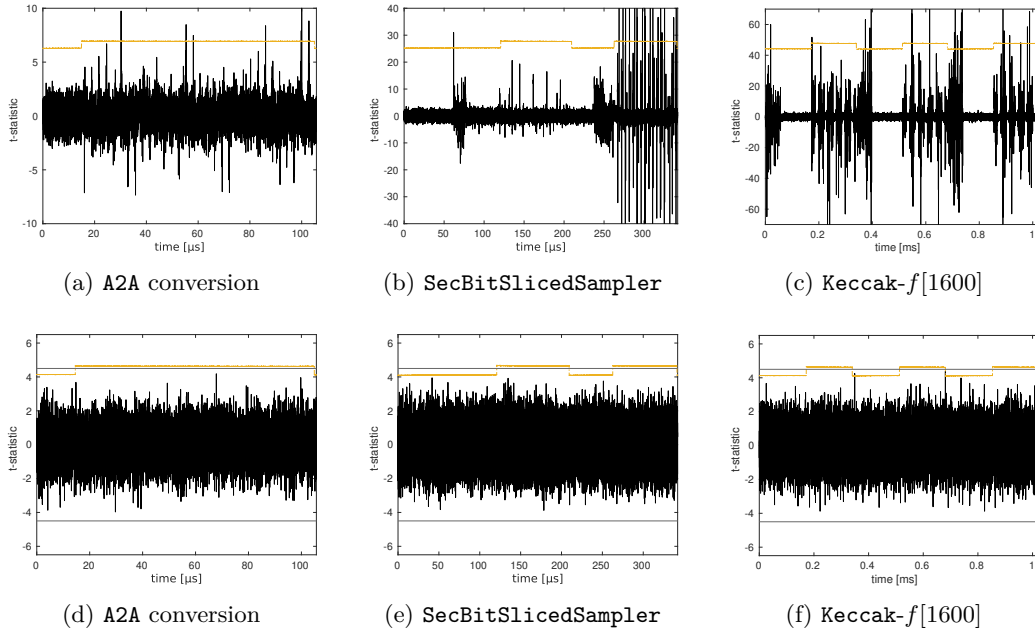 10
5
0
-5
-10
t-statistic
0 20 40 60 80 100
time [µs]
(a) A2A conversion
40
30
20
10
0
-10
-20
-30
-40
t-statistic
0 50 100 150 200 250 300
time [µs]
(b) SecBitSlicedSampler
60
40
20
0
-20
-40
-60
t-statistic
0 0.2 0.4 0.6 0.8 1
time [ms]
(c) Keccak-f[1600]
6
4
2
0
-2
-4
-6
t-statistic
0 20 40 60 80 100
time [µs]
(d) A2A conversion
6
4
2
0
-2
-4
-6
t-statistic
0 50 100 150 200 250 300
time [µs]
(e) SecBitSlicedSampler
6
4
2
0
-2
-4
-6
t-statistic
0 0.2 0.4 0.6 0.8 1
time [ms]
(f) Keccak-f[1600]